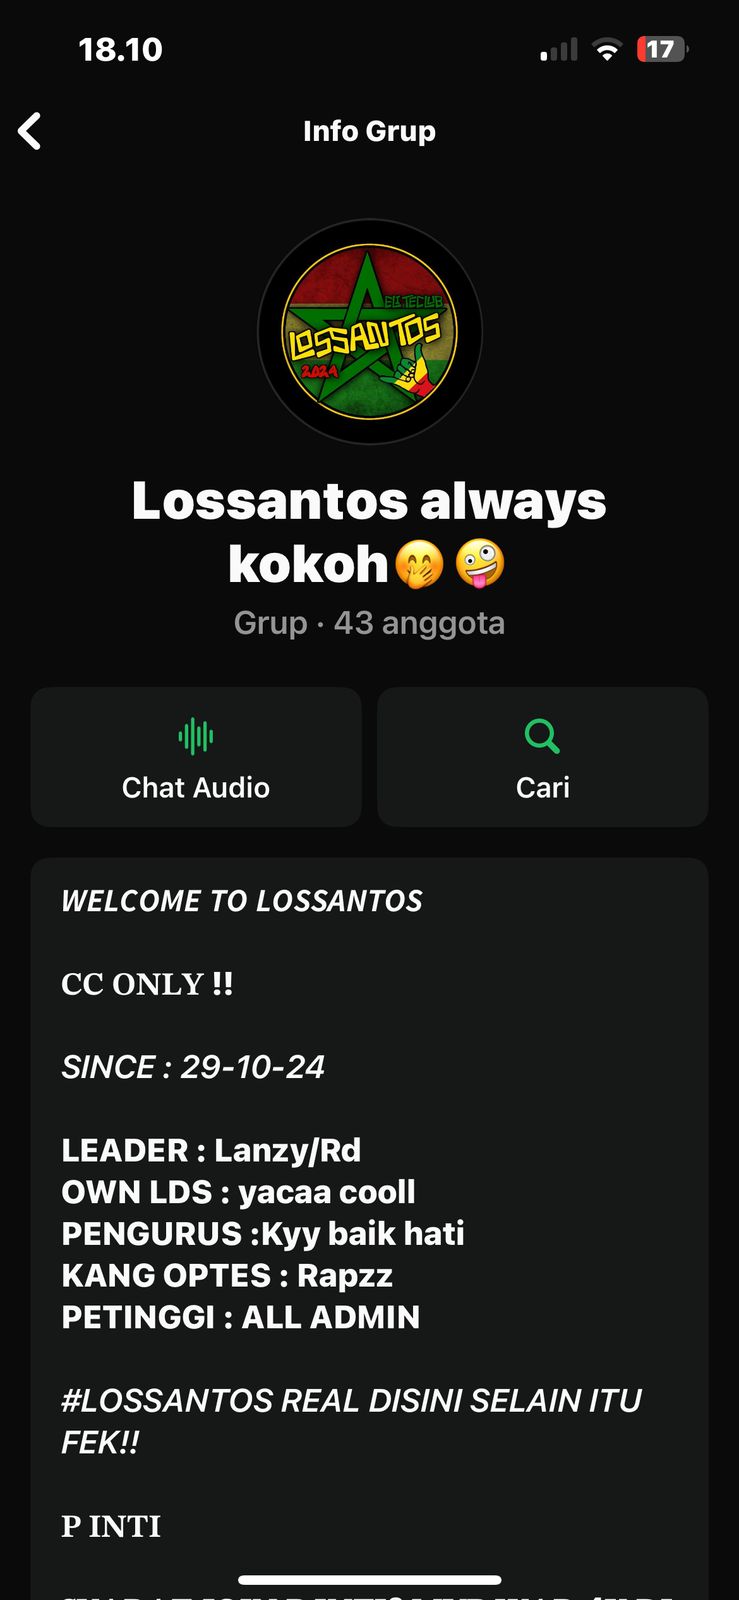 18.10
17
Info Grup
ELITECLUB
LOSSANTOS
2024
Lossantos always
kokoh🤭🤪
Grup · 43 anggota
Chat Audio
Cari
WELCOME TO LOSSANTOS
CC ONLY !!
SINCE : 29-10-24
LEADER : Lanzy/Rd
OWN LDS : yacaa cooll
PENGURUS :Kyy baik hati
KANG OPTES : Rapzz
PETINGGI : ALL ADMIN
#LOSSANTOS REAL DISINI SELAIN ITU
FEK!!
P INTI